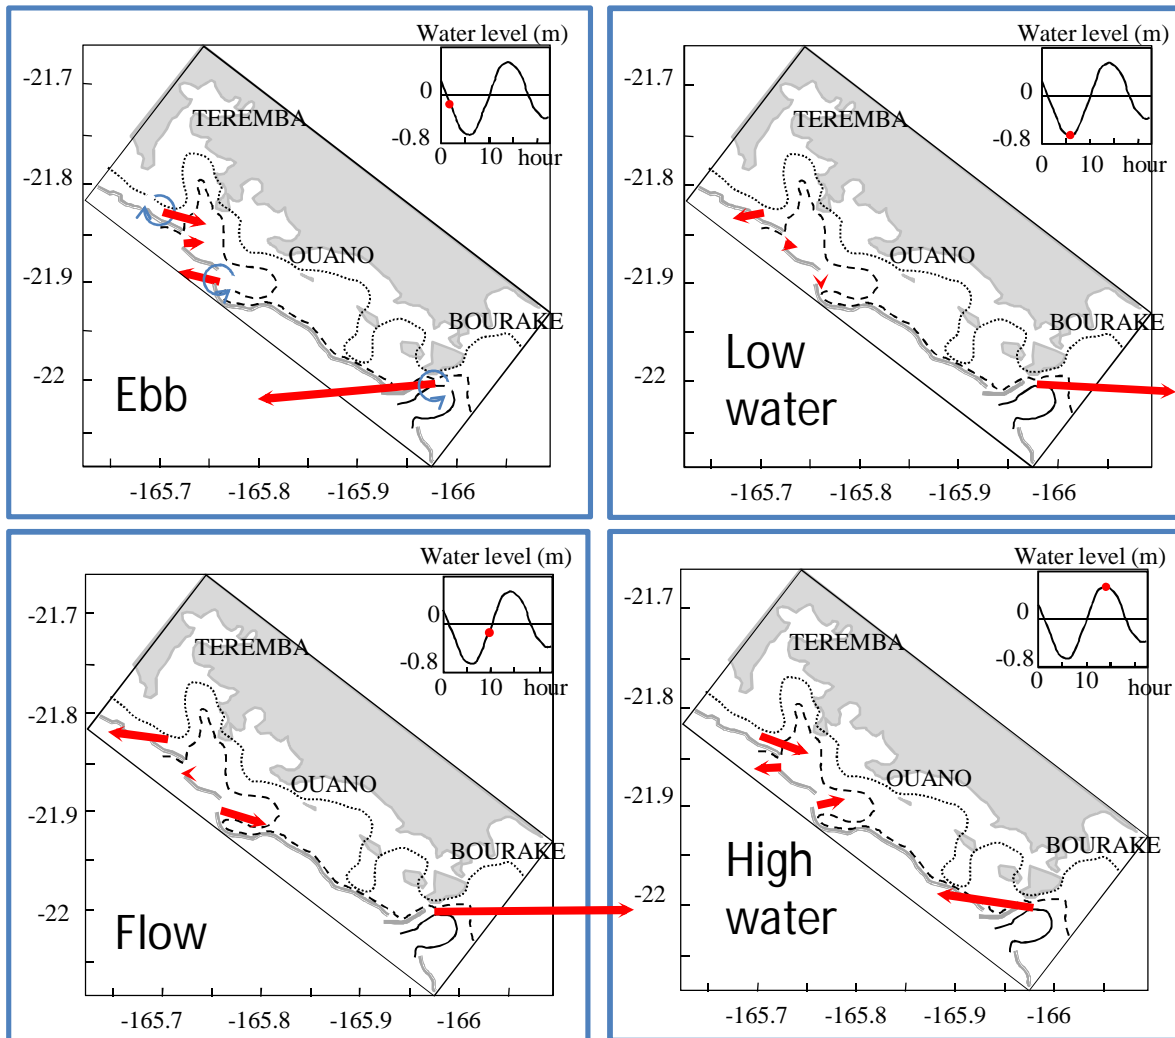 Water level (m)
-21.7
0
TEREMBA
-0.8
0 10 hour
-21.8
OUANO
-21.9
BOURAKE
-22
Ebb
-165.7 -165.8 -165.9 -166
Water level (m)
-21.7
0
TEREMBA
-0.8
0 10 hour
-21.8
OUANO
-21.9
BOURAKE
-22
Low
water
-165.7 -165.8 -165.9 -166
Water level (m)
-21.7
0
TEREMBA
-0.8
0 10 hour
-21.8
OUANO
-21.9
BOURAKE
-22
Flow
-165.7 -165.8 -165.9 -166
Water level (m)
-21.7
0
TEREMBA
-0.8
0 10 hour
-21.8
OUANO
-21.9
BOURAKE
-22
High
water
-165.7 -165.8 -165.9 -166